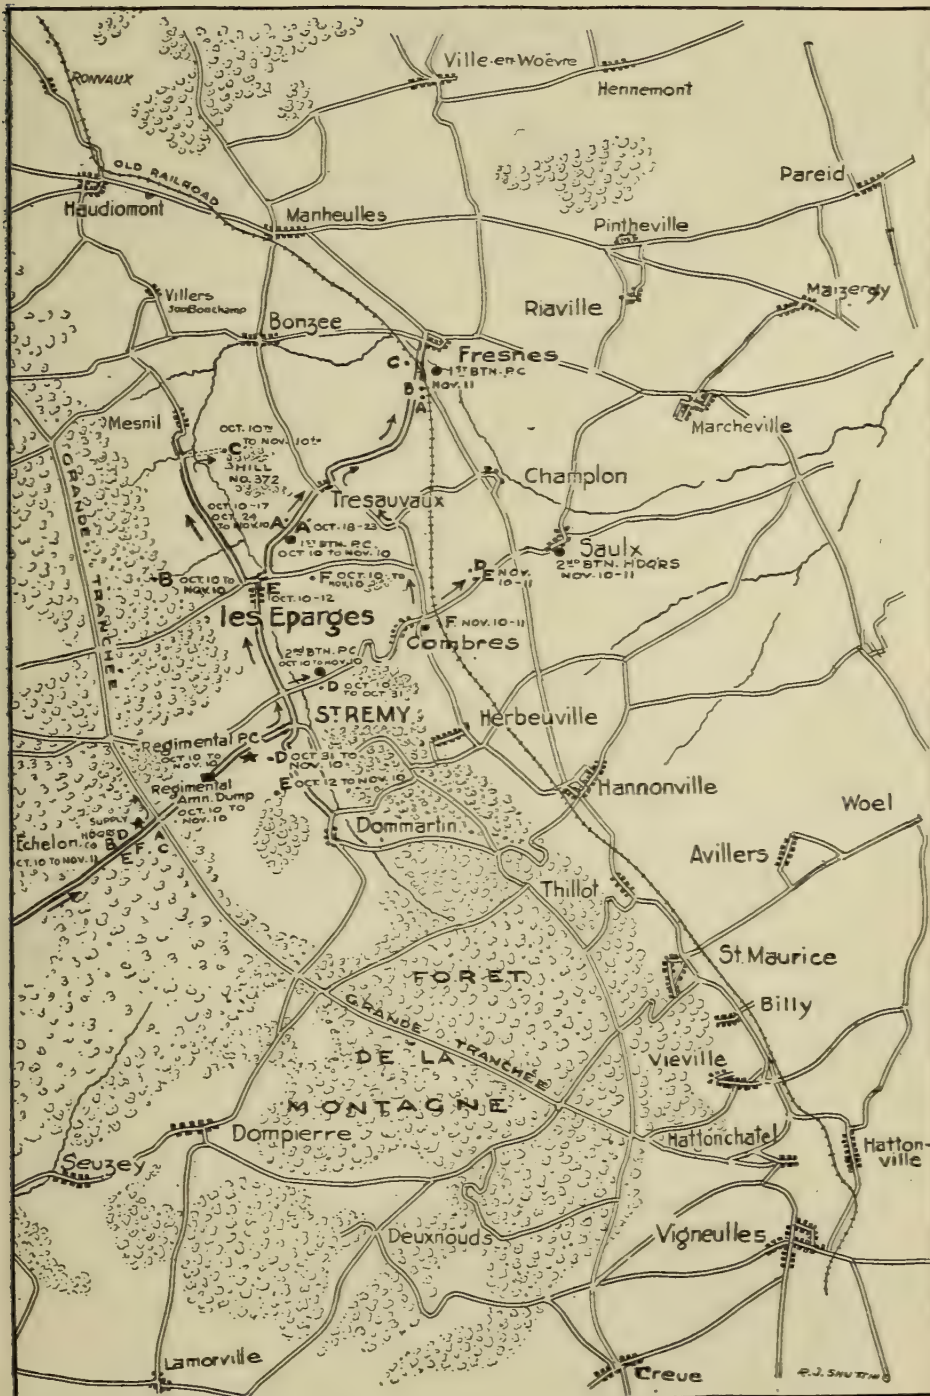 Ville-en-Woëvre
Hennemont
RONVAUX
OLD RAILROAD
Pareid
Haudiomont
Manheulles
Pintheville
Villers
Sous Bonchamp
Riaville
Maizeray
Bonzee
Fresnes
C
1ST BTN. P.C.
B
NOV. 11
A
Mesnil
Marcheville
OCT. 10TH
TO NOV. 10TH
C
HILL
NO. 372
Champlon
GRANDE TRANCHEE
Tresauvaux
OCT. 10-17
OCT. 24
TO NOV. 10
A
A
OCT. 18-23
1ST BTN. P.C.
OCT 10 TO NOV. 10
Saulx
2ND BTN. HDQRS
NOV. 10-11
D
E
NOV.
10-11
B
OCT. 10 TO
NOV. 10
F
OCT. 10 TO
NOV. 10
E
OCT. 10-12
les Eparges
F NOV. 10-11
Combres
2ND BTN. P.C.
OCT 10 TO NOV. 10
D
OCT 10
TO OCT 31
ST REMY
Herbeuville
Regimental P.C.
OCT 10 TO
NOV. 10
D
OCT 31 TO
NOV. 10
E
OCT 12 TO NOV. 10
Regimental
Amn. Dump
OCT. 10 TO
NOV. 10
Hannonville
SUPPLY
HDQRS
CO
Echelon
D
B
E
F
A
C
OCT. 10 TO NOV. 11
Dommartin
Woel
Avillers
Thillot
St. Maurice
FORET
Billy
GRANDE TRANCHÉE
DE LA
Vieville
MONTAGNE
Dompierre
Hattonchatel
Hatton-
ville
Seuzey
Deuxnouds
Vigneulles
Lamorville
Creue